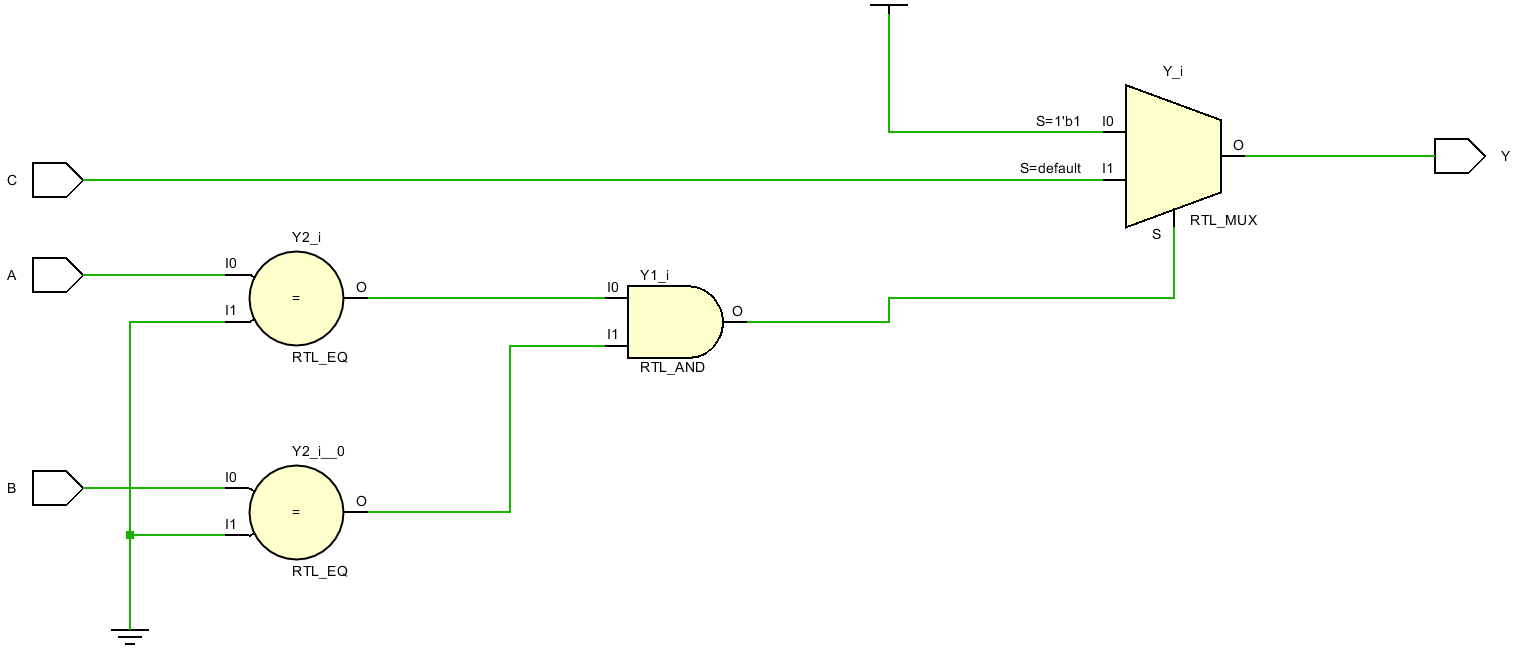 Y_i
S=1'b1 I0
O
Y
C
S=default I1
RTL_MUX
S
Y2_i
I0
A
=
O
I1
RTL_EQ
Y1_i
I0
O
I1
RTL_AND
Y2_i__0
I0
B
=
O
I1
RTL_EQ